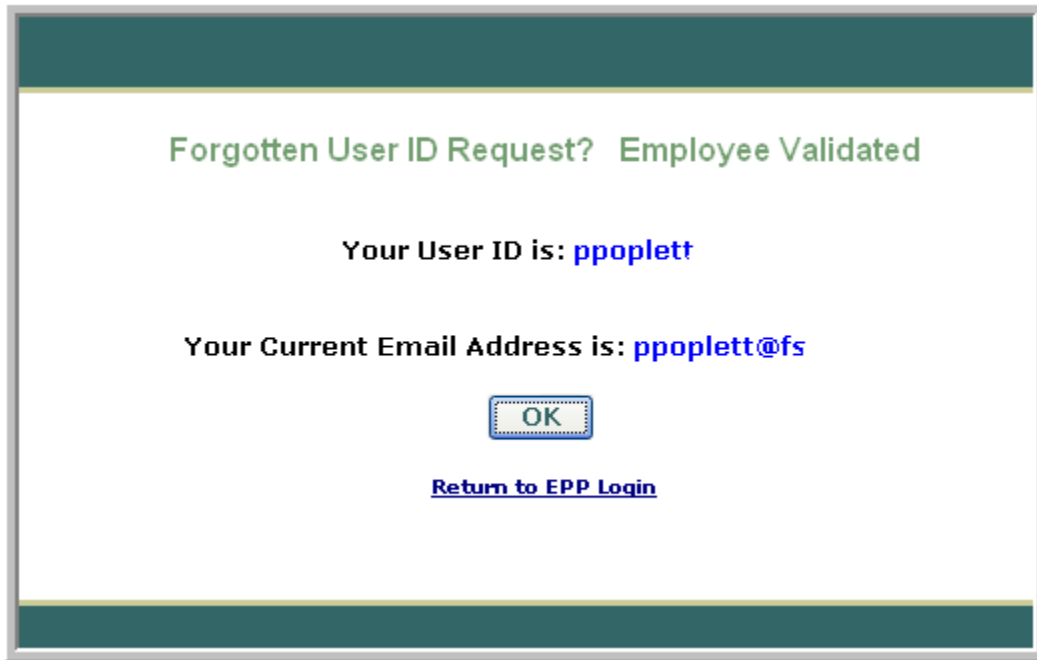 Forgotten User ID Request? Employee Validated
Your User ID is: ppoplett
Your Current Email Address is: ppoplett@fs
OK
Return to EPP Login